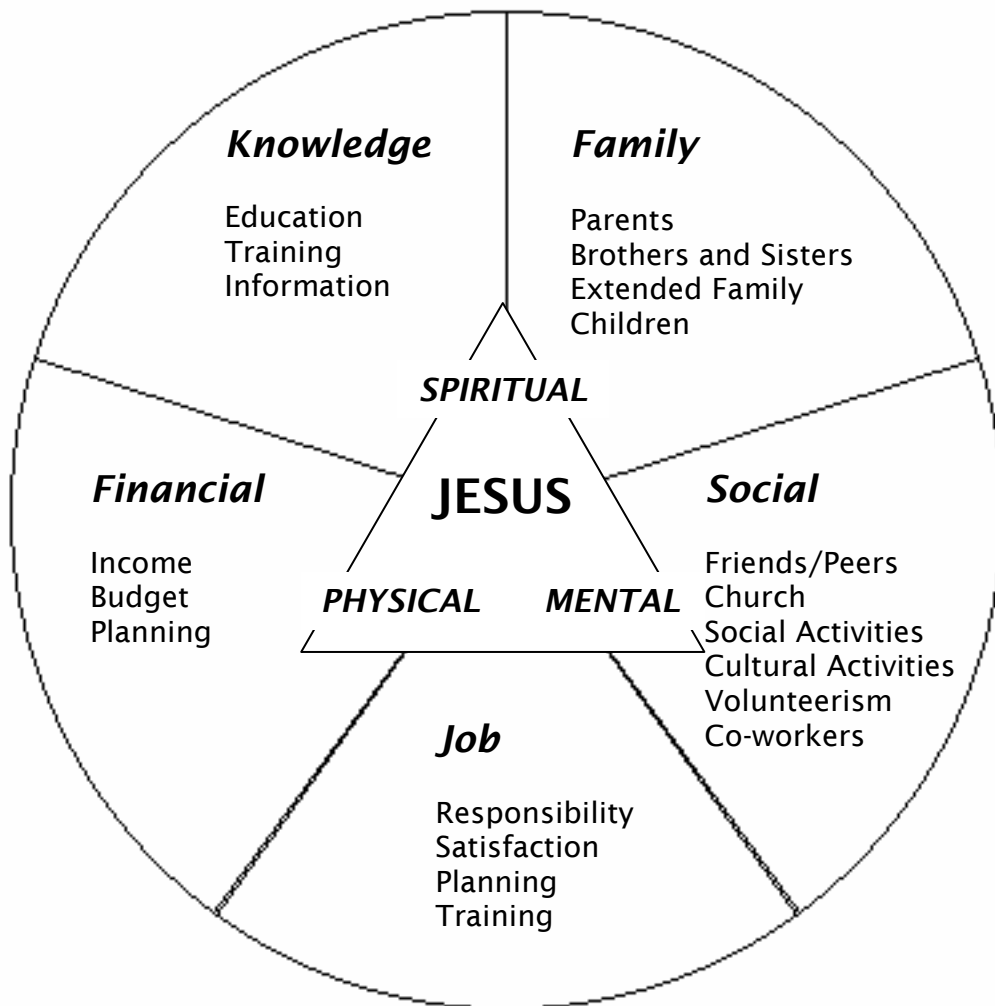 Knowledge
Education
Training
Information
Family
Parents
Brothers and Sisters
Extended Family
Children
SPIRITUAL
JESUS
PHYSICAL
MENTAL
Financial
Income
Budget
Planning
Social
Friends/Peers
Church
Social Activities
Cultural Activities
Volunteerism
Co-workers
Job
Responsibility
Satisfaction
Planning
Training